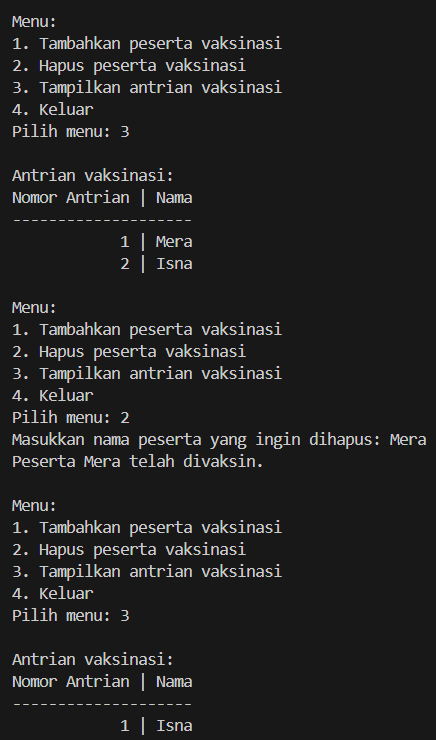 Menu:
1. Tambahkan peserta vaksinasi
2. Hapus peserta vaksinasi
3. Tampilkan antrian vaksinasi
4. Keluar
Pilih menu: 3

Antrian vaksinasi:
Nomor Antrian | Nama
--------------------
            1 | Mera
            2 | Isna

Menu:
1. Tambahkan peserta vaksinasi
2. Hapus peserta vaksinasi
3. Tampilkan antrian vaksinasi
4. Keluar
Pilih menu: 2
Masukkan nama peserta yang ingin dihapus: Mera
Peserta Mera telah divaksin.

Menu:
1. Tambahkan peserta vaksinasi
2. Hapus peserta vaksinasi
3. Tampilkan antrian vaksinasi
4. Keluar
Pilih menu: 3

Antrian vaksinasi:
Nomor Antrian | Nama
--------------------
            1 | Isna